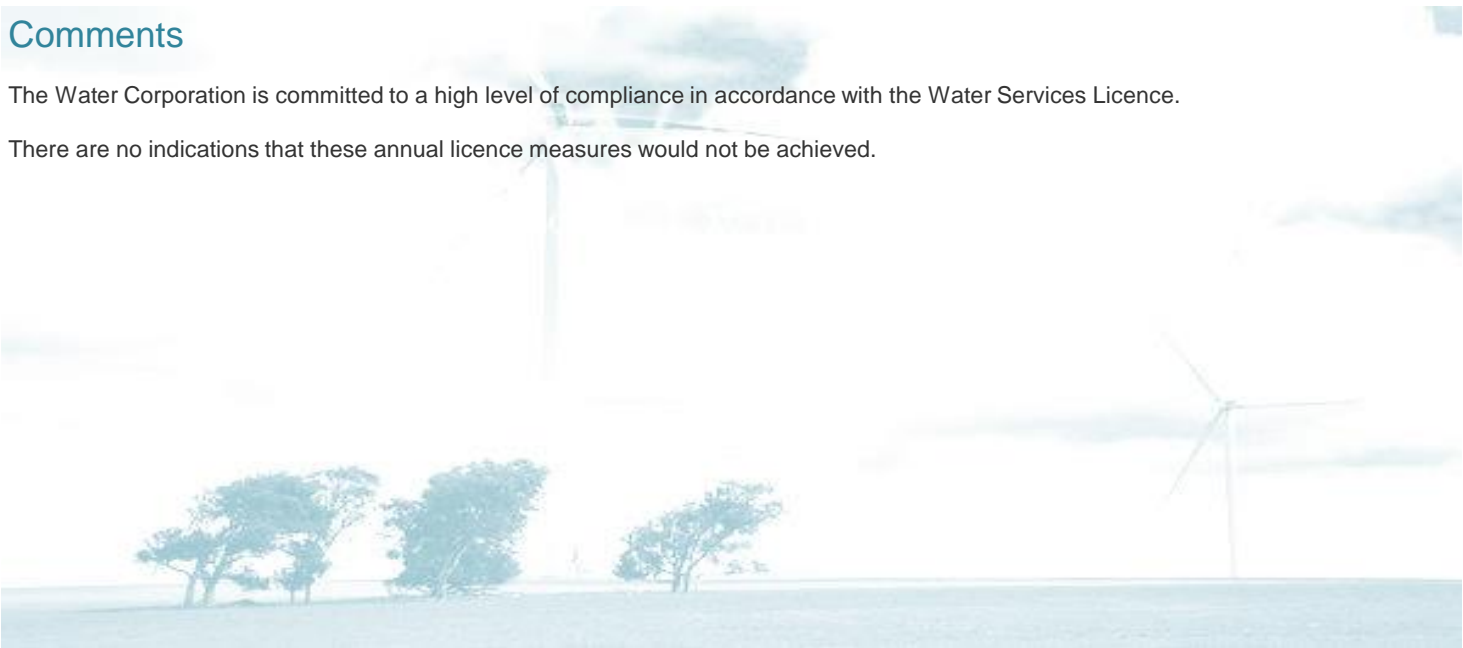 Comments
The Water Corporation is committed to a high level of compliance in accordance with the Water Services Licence.
There are no indications that these annual licence measures would not be achieved.